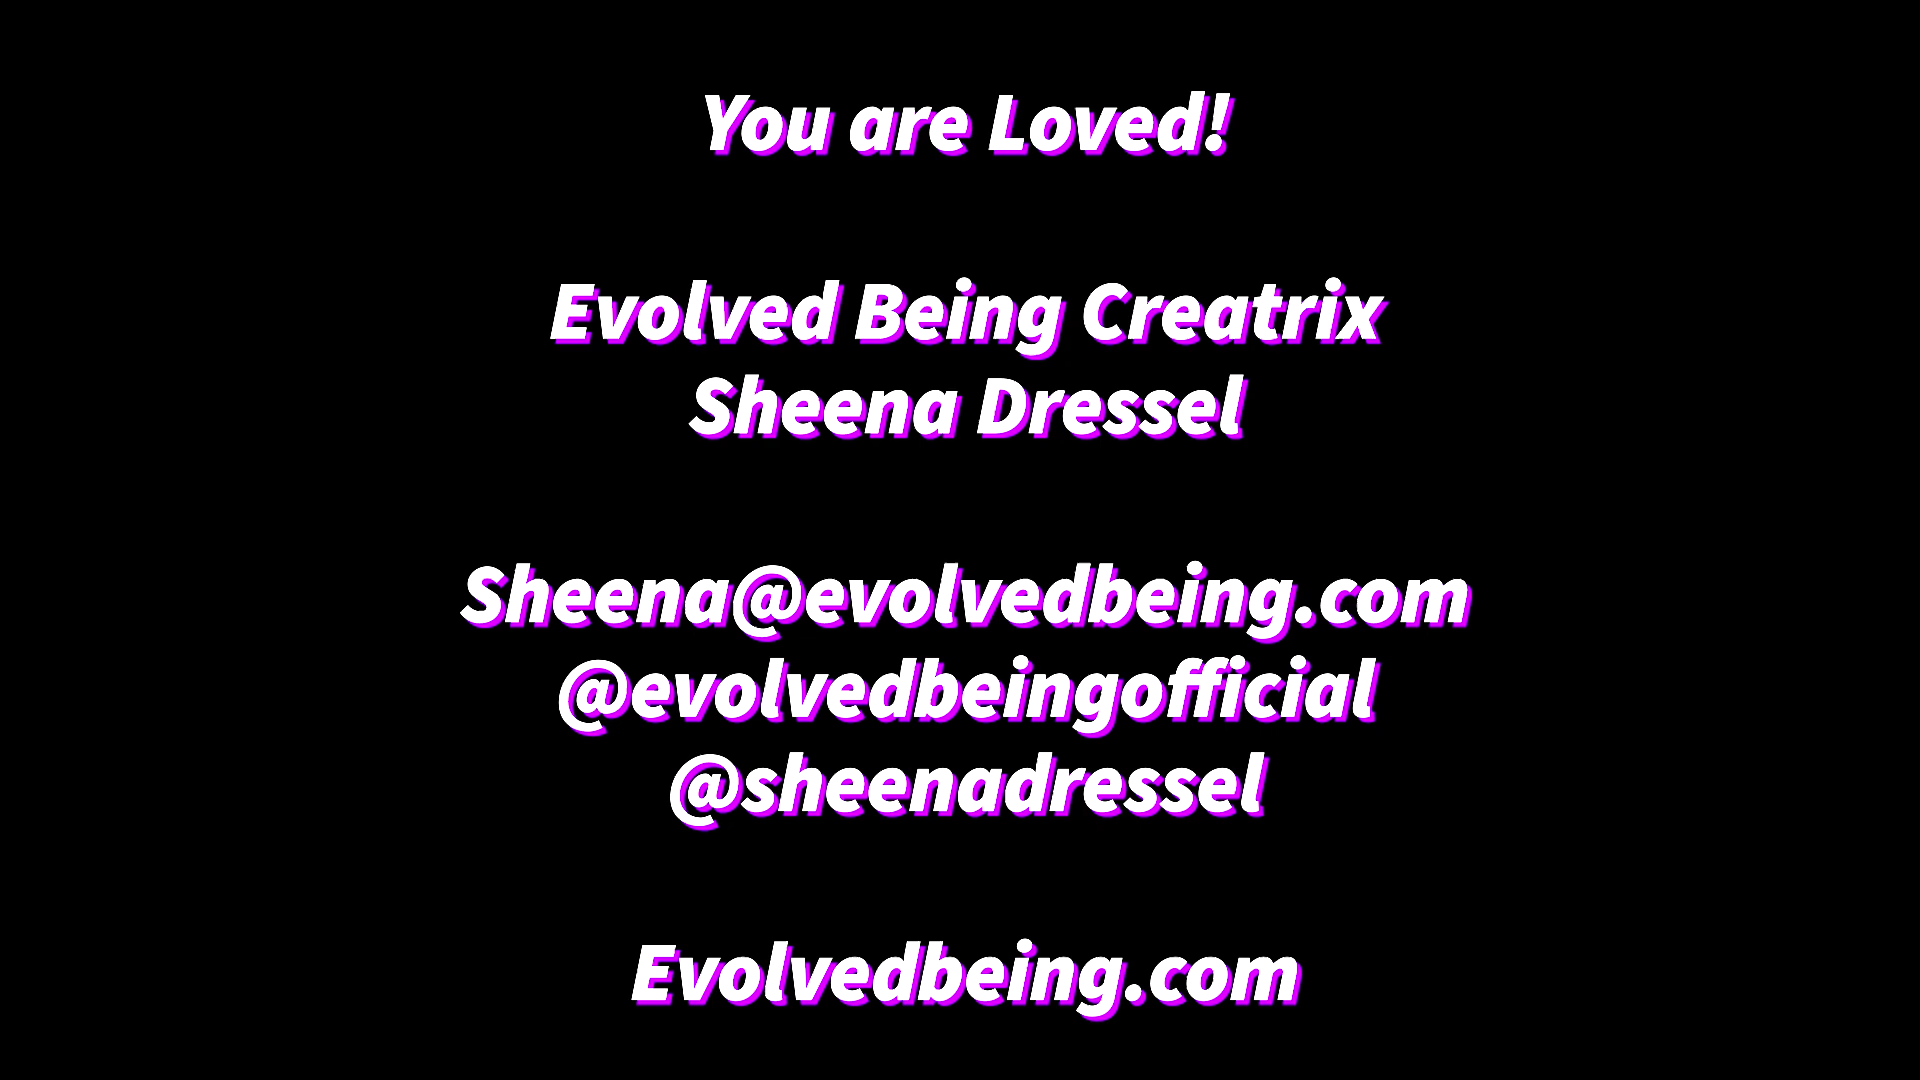 You are Loved!
Evolved Being Creatrix
Sheena Dressel
Sheena@evolvedbeing.com
@evolvedbeingofficial
@sheenadressel
Evolvedbeing.com